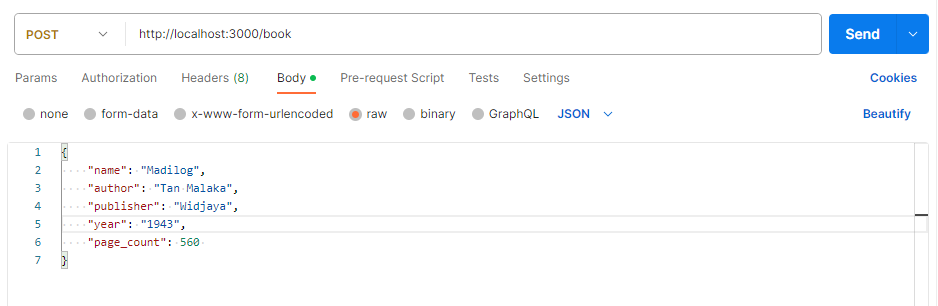 POST http://localhost:3000/book Send
Params Authorization Headers (8) Body Pre-request Script Tests Settings Cookies
none form-data x-www-form-urlencoded raw binary GraphQL JSON Beautify
1 {
2 "name": "Madilog",
3 "author": "Tan Malaka",
4 "publisher": "Widjaya",
5 "year": "1943",
6 "page_count": 560
7 }